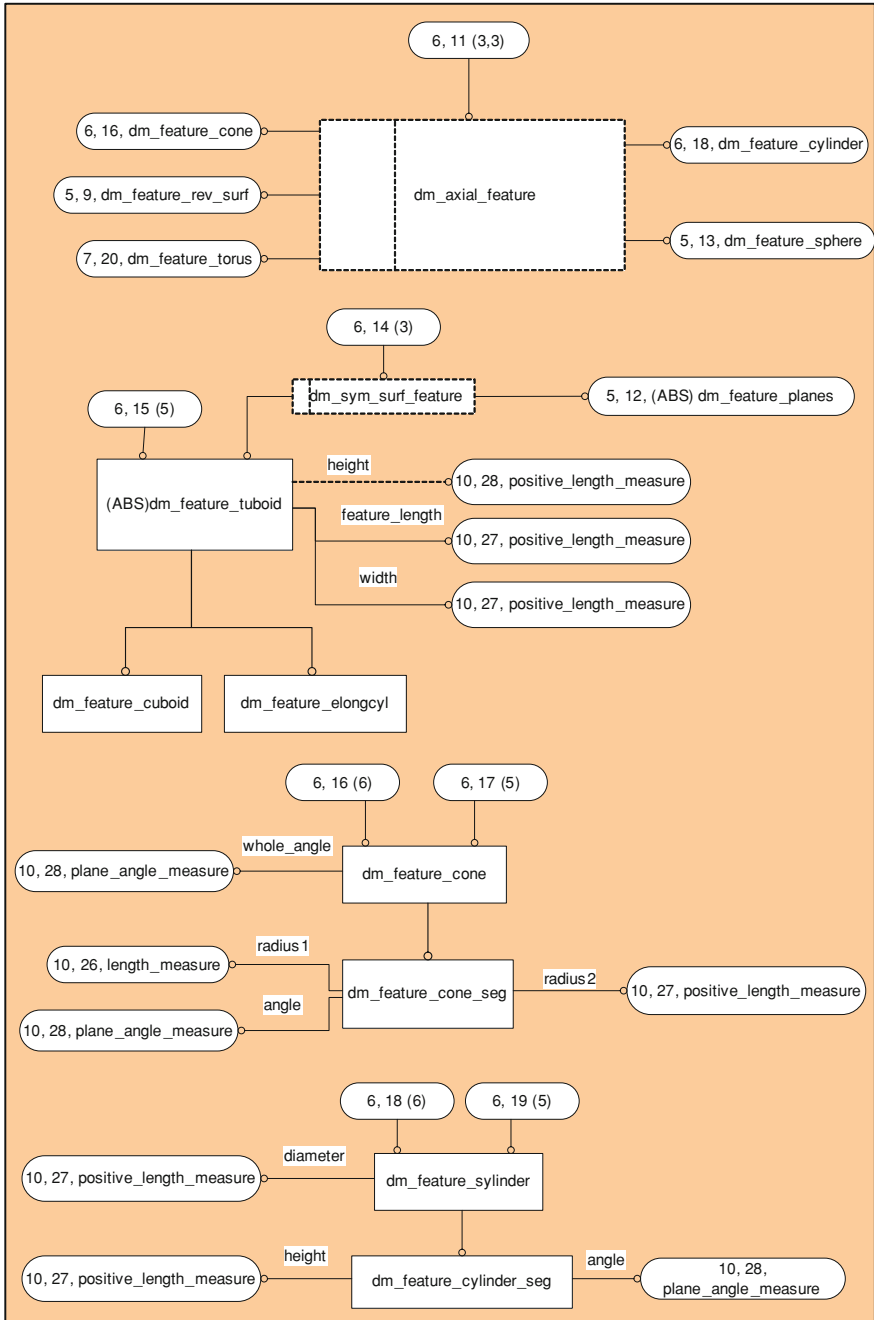 6, 11 (3,3)
6, 16, dm_feature_cone
6, 18, dm_feature_cylinder
5, 9, dm_feature_rev_surf
dm_axial_feature
5, 13, dm_feature_sphere
7, 20, dm_feature_torus
6, 14 (3)
dm_sym_surf_feature
5, 12, (ABS) dm_feature_planes
6, 15 (5)
height
(ABS)dm_feature_tuboid
10, 28, positive_length_measure
feature_length
10, 27, positive_length_measure
width
10, 27, positive_length_measure
dm_feature_cuboid
dm_feature_elongcyl
6, 16 (6)
6, 17 (5)
whole_angle
10, 28, plane_angle_measure
dm_feature_cone
radius1
10, 26, length_measure
dm_feature_cone_seg
radius2
10, 27, positive_length_measure
angle
10, 28, plane_angle_measure
6, 18 (6)
6, 19 (5)
diameter
10, 27, positive_length_measure
dm_feature_sylinder
height
angle
10, 27, positive_length_measure
dm_feature_cylinder_seg
10, 28,
plane_angle_measure